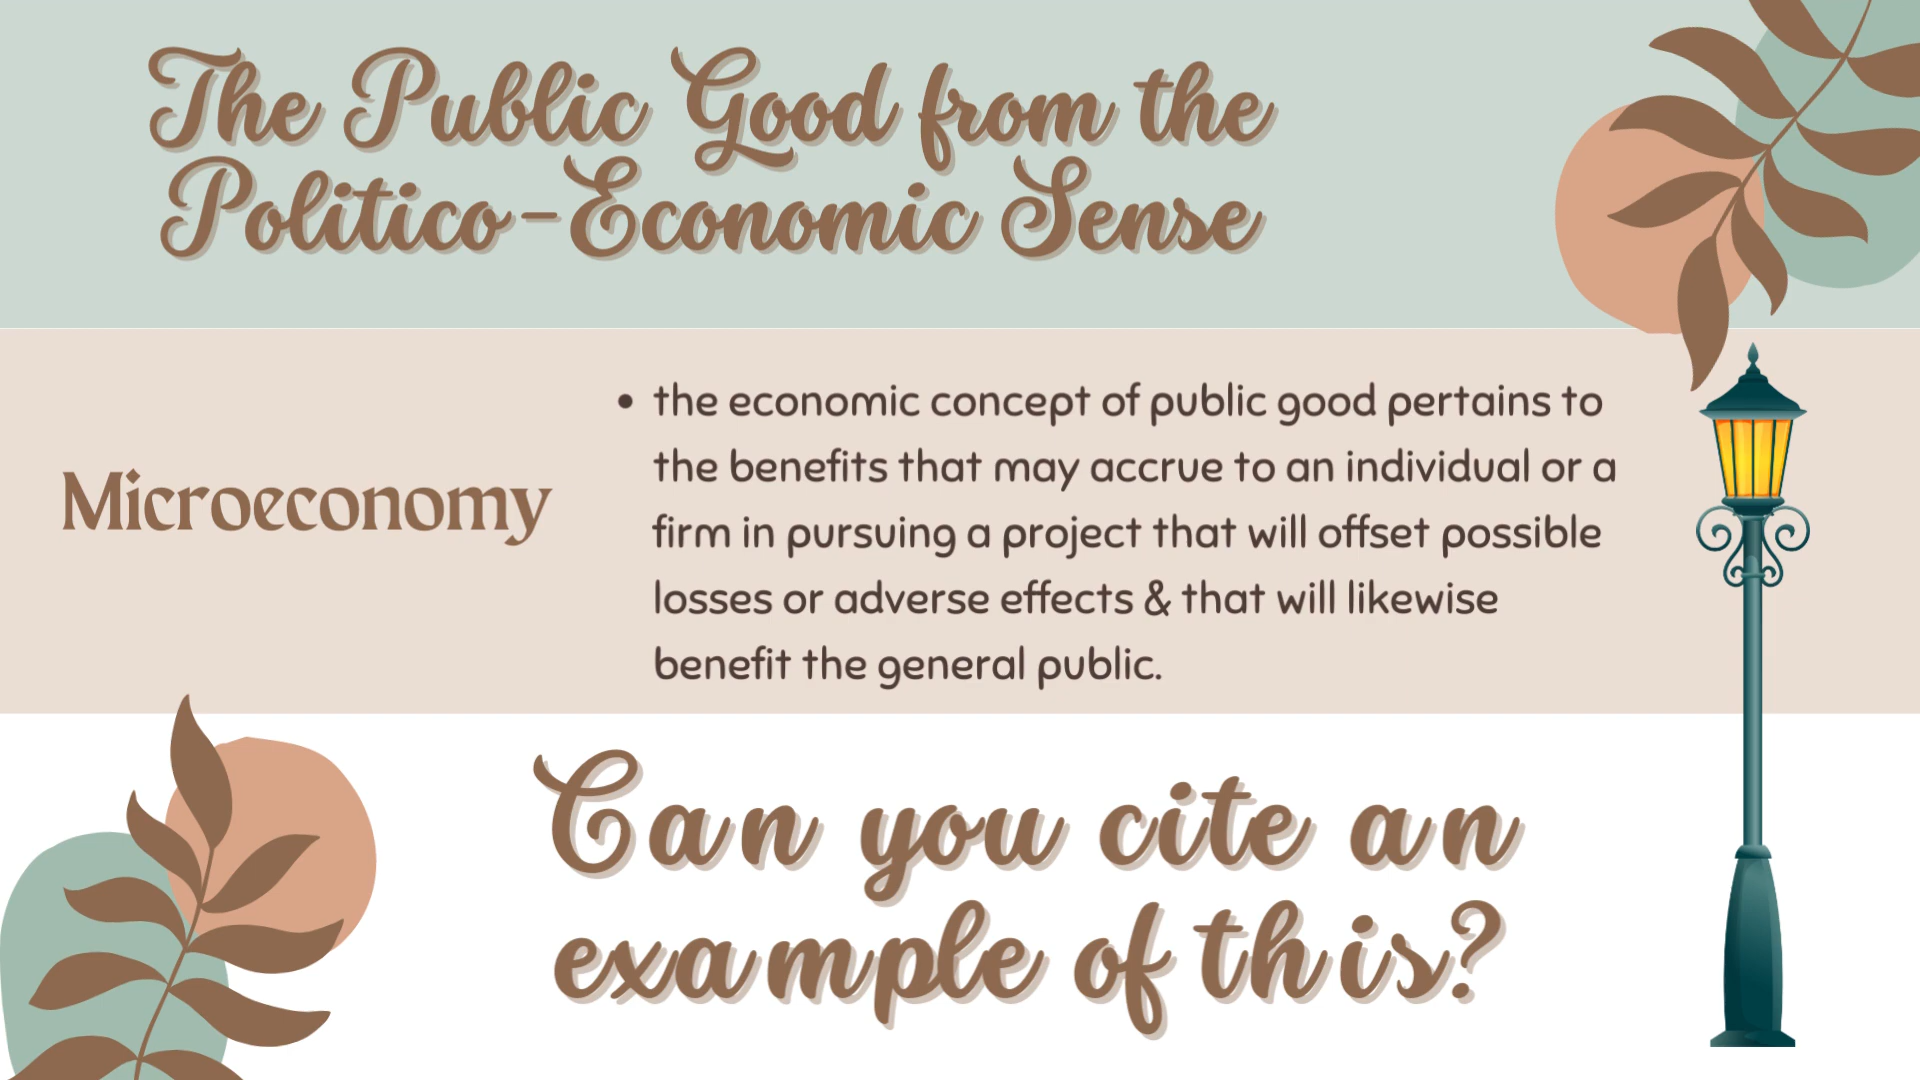 The Public Good from the
Politico-Economic Sense
Microeconomy
• the economic concept of public good pertains to
the benefits that may accrue to an individual or a
firm in pursuing a project that will offset possible
losses or adverse effects & that will likewise
benefit the general public.
Can you cite an
example of this?